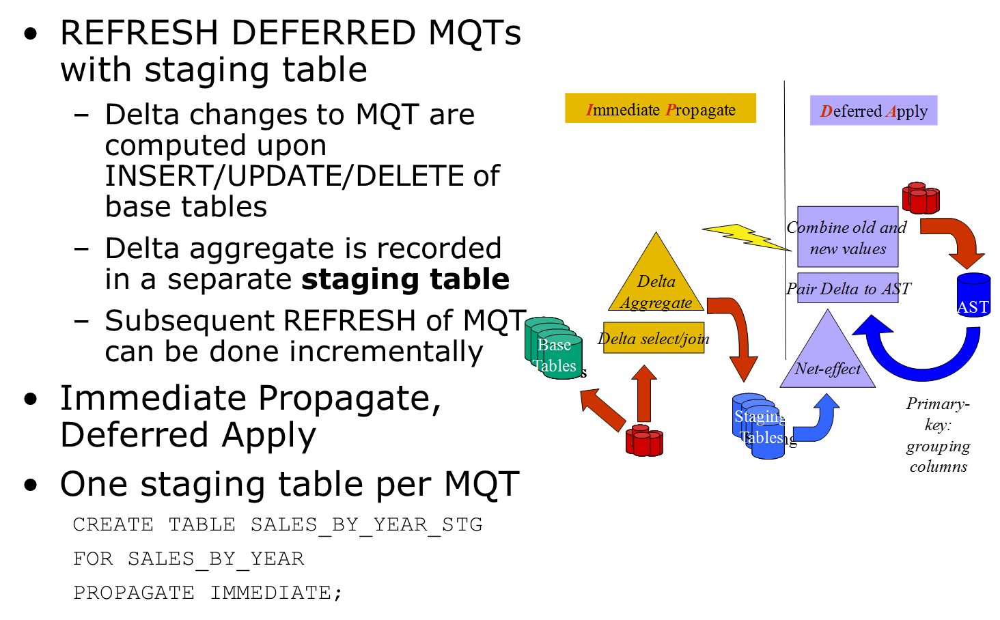 • REFRESH DEFERRED MQTs
with staging table
– Delta changes to MQT are
computed upon
INSERT/UPDATE/DELETE of
base tables
– Delta aggregate is recorded
in a separate staging table
– Subsequent REFRESH of MQT
can be done incrementally
• Immediate Propagate,
Deferred Apply
• One staging table per MQT
CREATE TABLE SALES_BY_YEAR_STG
FOR SALES_BY_YEAR
PROPAGATE IMMEDIATE;
Immediate Propagate
Deferred Apply
Combine old and
new values
Pair Delta to AST
AST
Delta
Aggregate
Delta select/join
Base
Tables
Net-effect
Staging
Tables
Primary-
key:
grouping
columns